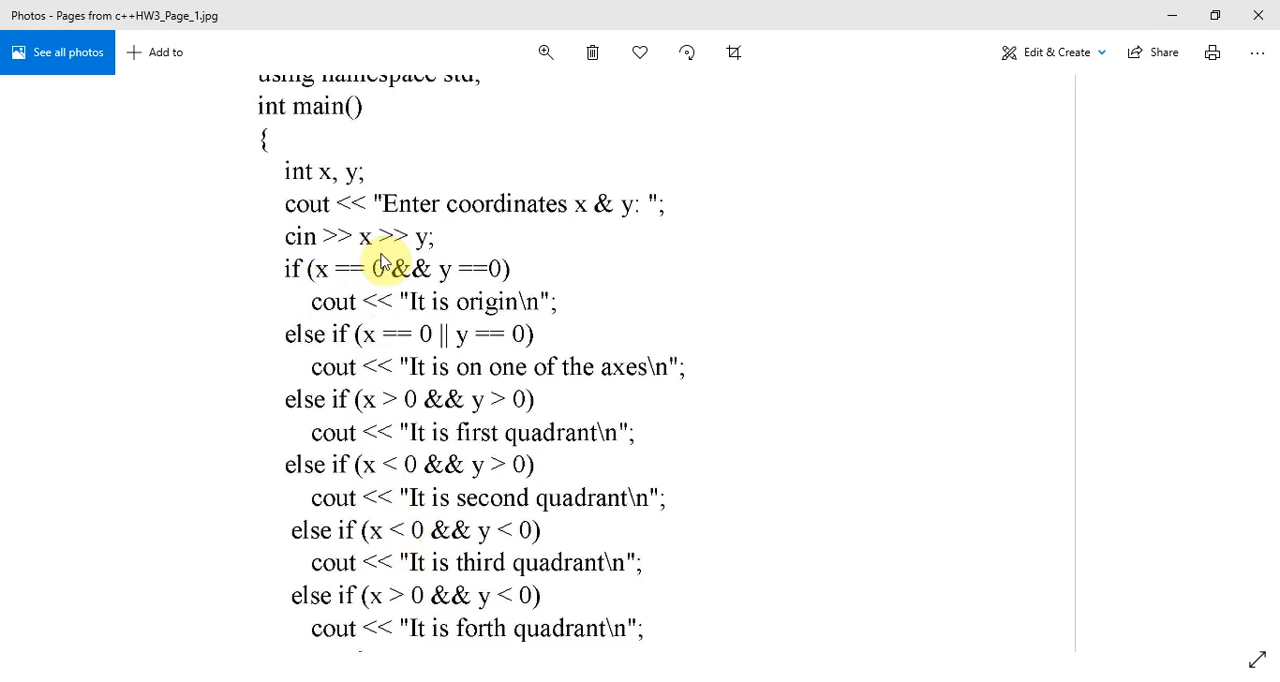 Photos - Pages from c++HW3_Page_1.jpg
See all photos
Add to
Edit & Create
Share
using namespace std;
int main()
{
int x, y;
cout << "Enter coordinates x & y: ";
cin >> x >> y;
if (x == 0 && y ==0)
cout << "It is origin\n";
else if (x == 0 || y == 0)
cout << "It is on one of the axes\n";
else if (x > 0 && y > 0)
cout << "It is first quadrant\n";
else if (x < 0 && y > 0)
cout << "It is second quadrant\n";
else if (x < 0 && y < 0)
cout << "It is third quadrant\n";
else if (x > 0 && y < 0)
cout << "It is forth quadrant\n";